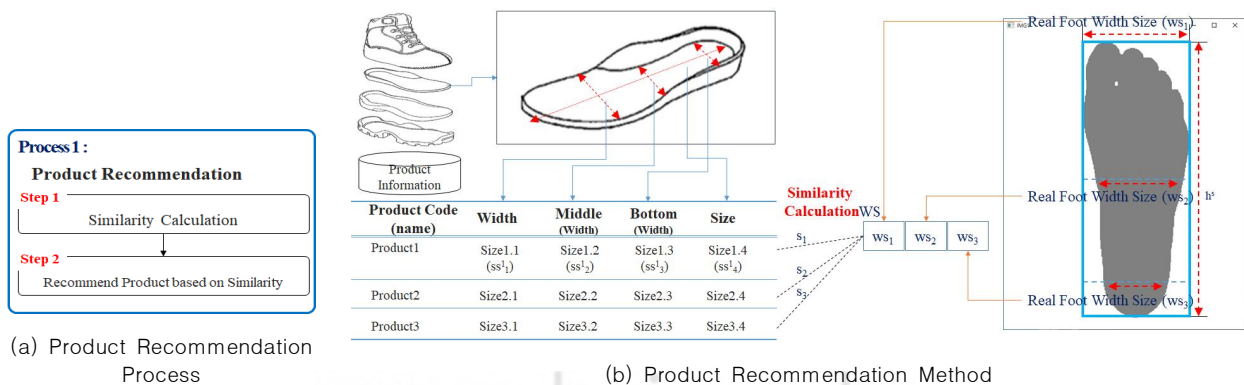 Process 1 :
Product Recommendation
Step 1
Similarity Calculation
Step 2
Recommend Product based on Similarity
(a) Product Recommendation
Process
Product
Information
Product Code
(name)
Width
Middle
(Width)
Bottom
(Width)
Size
Product1
Size1.1
(ss¹₁)
Size1.2
(ss¹₂)
Size1.3
(ss¹₃)
Size1.4
(ss¹₄)
Product2
Size2.1
Size2.2
Size2.3
Size2.4
Product3
Size3.1
Size3.2
Size3.3
Size3.4
Similarity
Calculation
WS
s₁
s₂
s₃
ws₁
ws₂
ws₃
Real Foot Width Size (ws₁)
Real Foot Width Size (ws₂)
Real Foot Width Size (ws₃)
hˢ
(b) Product Recommendation Method